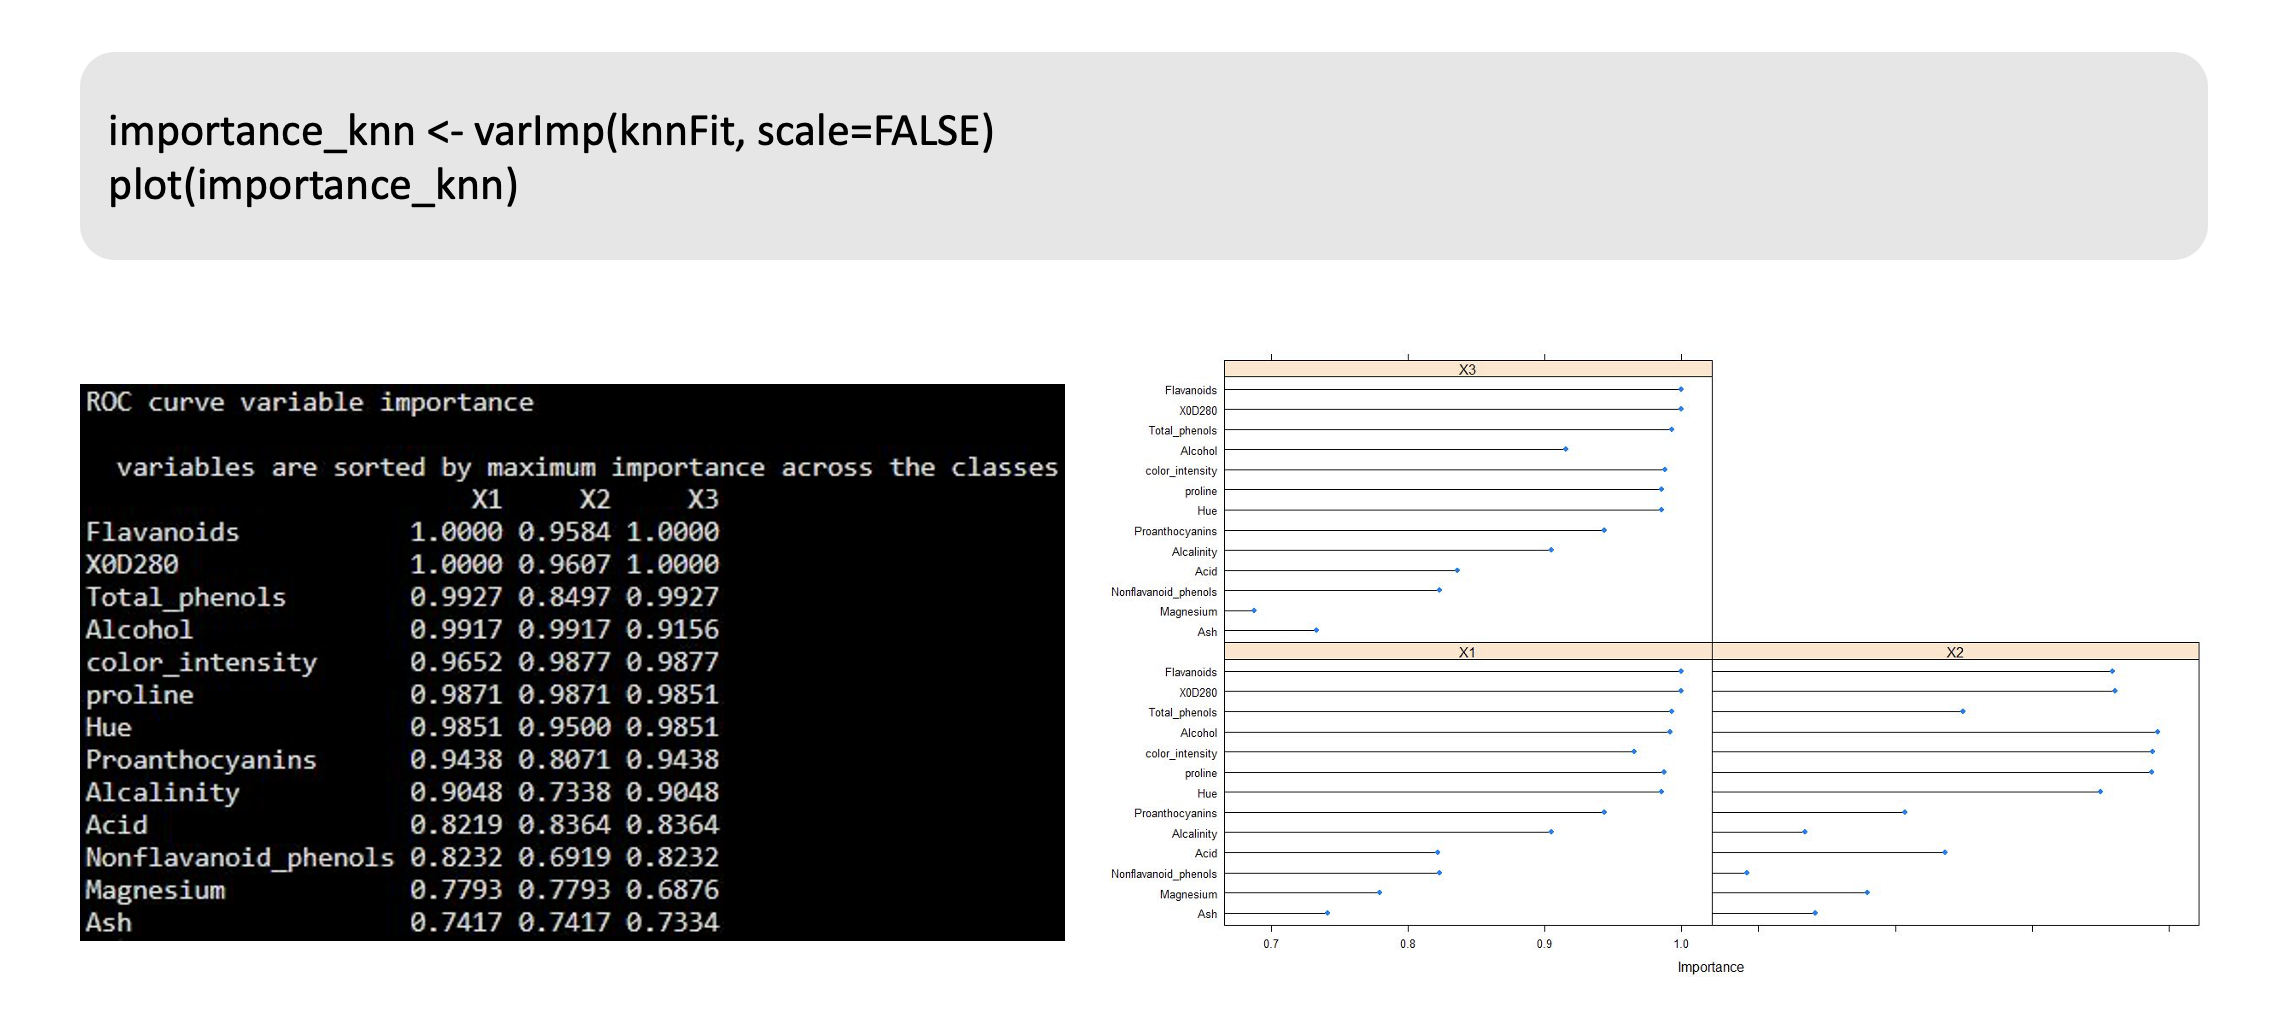 importance_knn <- varImp(knnFit, scale=FALSE)
plot(importance_knn)
ROC curve variable importance
variables are sorted by maximum importance across the classes
X1 X2 X3
Flavanoids 1.0000 0.9584 1.0000
X0D280 1.0000 0.9607 1.0000
Total_phenols 0.9927 0.8497 0.9927
Alcohol 0.9917 0.9917 0.9156
color_intensity 0.9652 0.9877 0.9877
proline 0.9871 0.9871 0.9851
Hue 0.9851 0.9500 0.9851
Proanthocyanins 0.9438 0.8071 0.9438
Alcalinity 0.9048 0.7338 0.9048
Acid 0.8219 0.8364 0.8364
Nonflavanoid_phenols 0.8232 0.6919 0.8232
Magnesium 0.7793 0.7793 0.6876
Ash 0.7417 0.7417 0.7334
X3
Flavanoids
X0D280
Total_phenols
Alcohol
color_intensity
proline
Hue
Proanthocyanins
Alcalinity
Acid
Nonflavanoid_phenols
Magnesium
Ash
X1 X2
Flavanoids
X0D280
Total_phenols
Alcohol
color_intensity
proline
Hue
Proanthocyanins
Alcalinity
Acid
Nonflavanoid_phenols
Magnesium
Ash
0.7 0.8 0.9 1.0
Importance